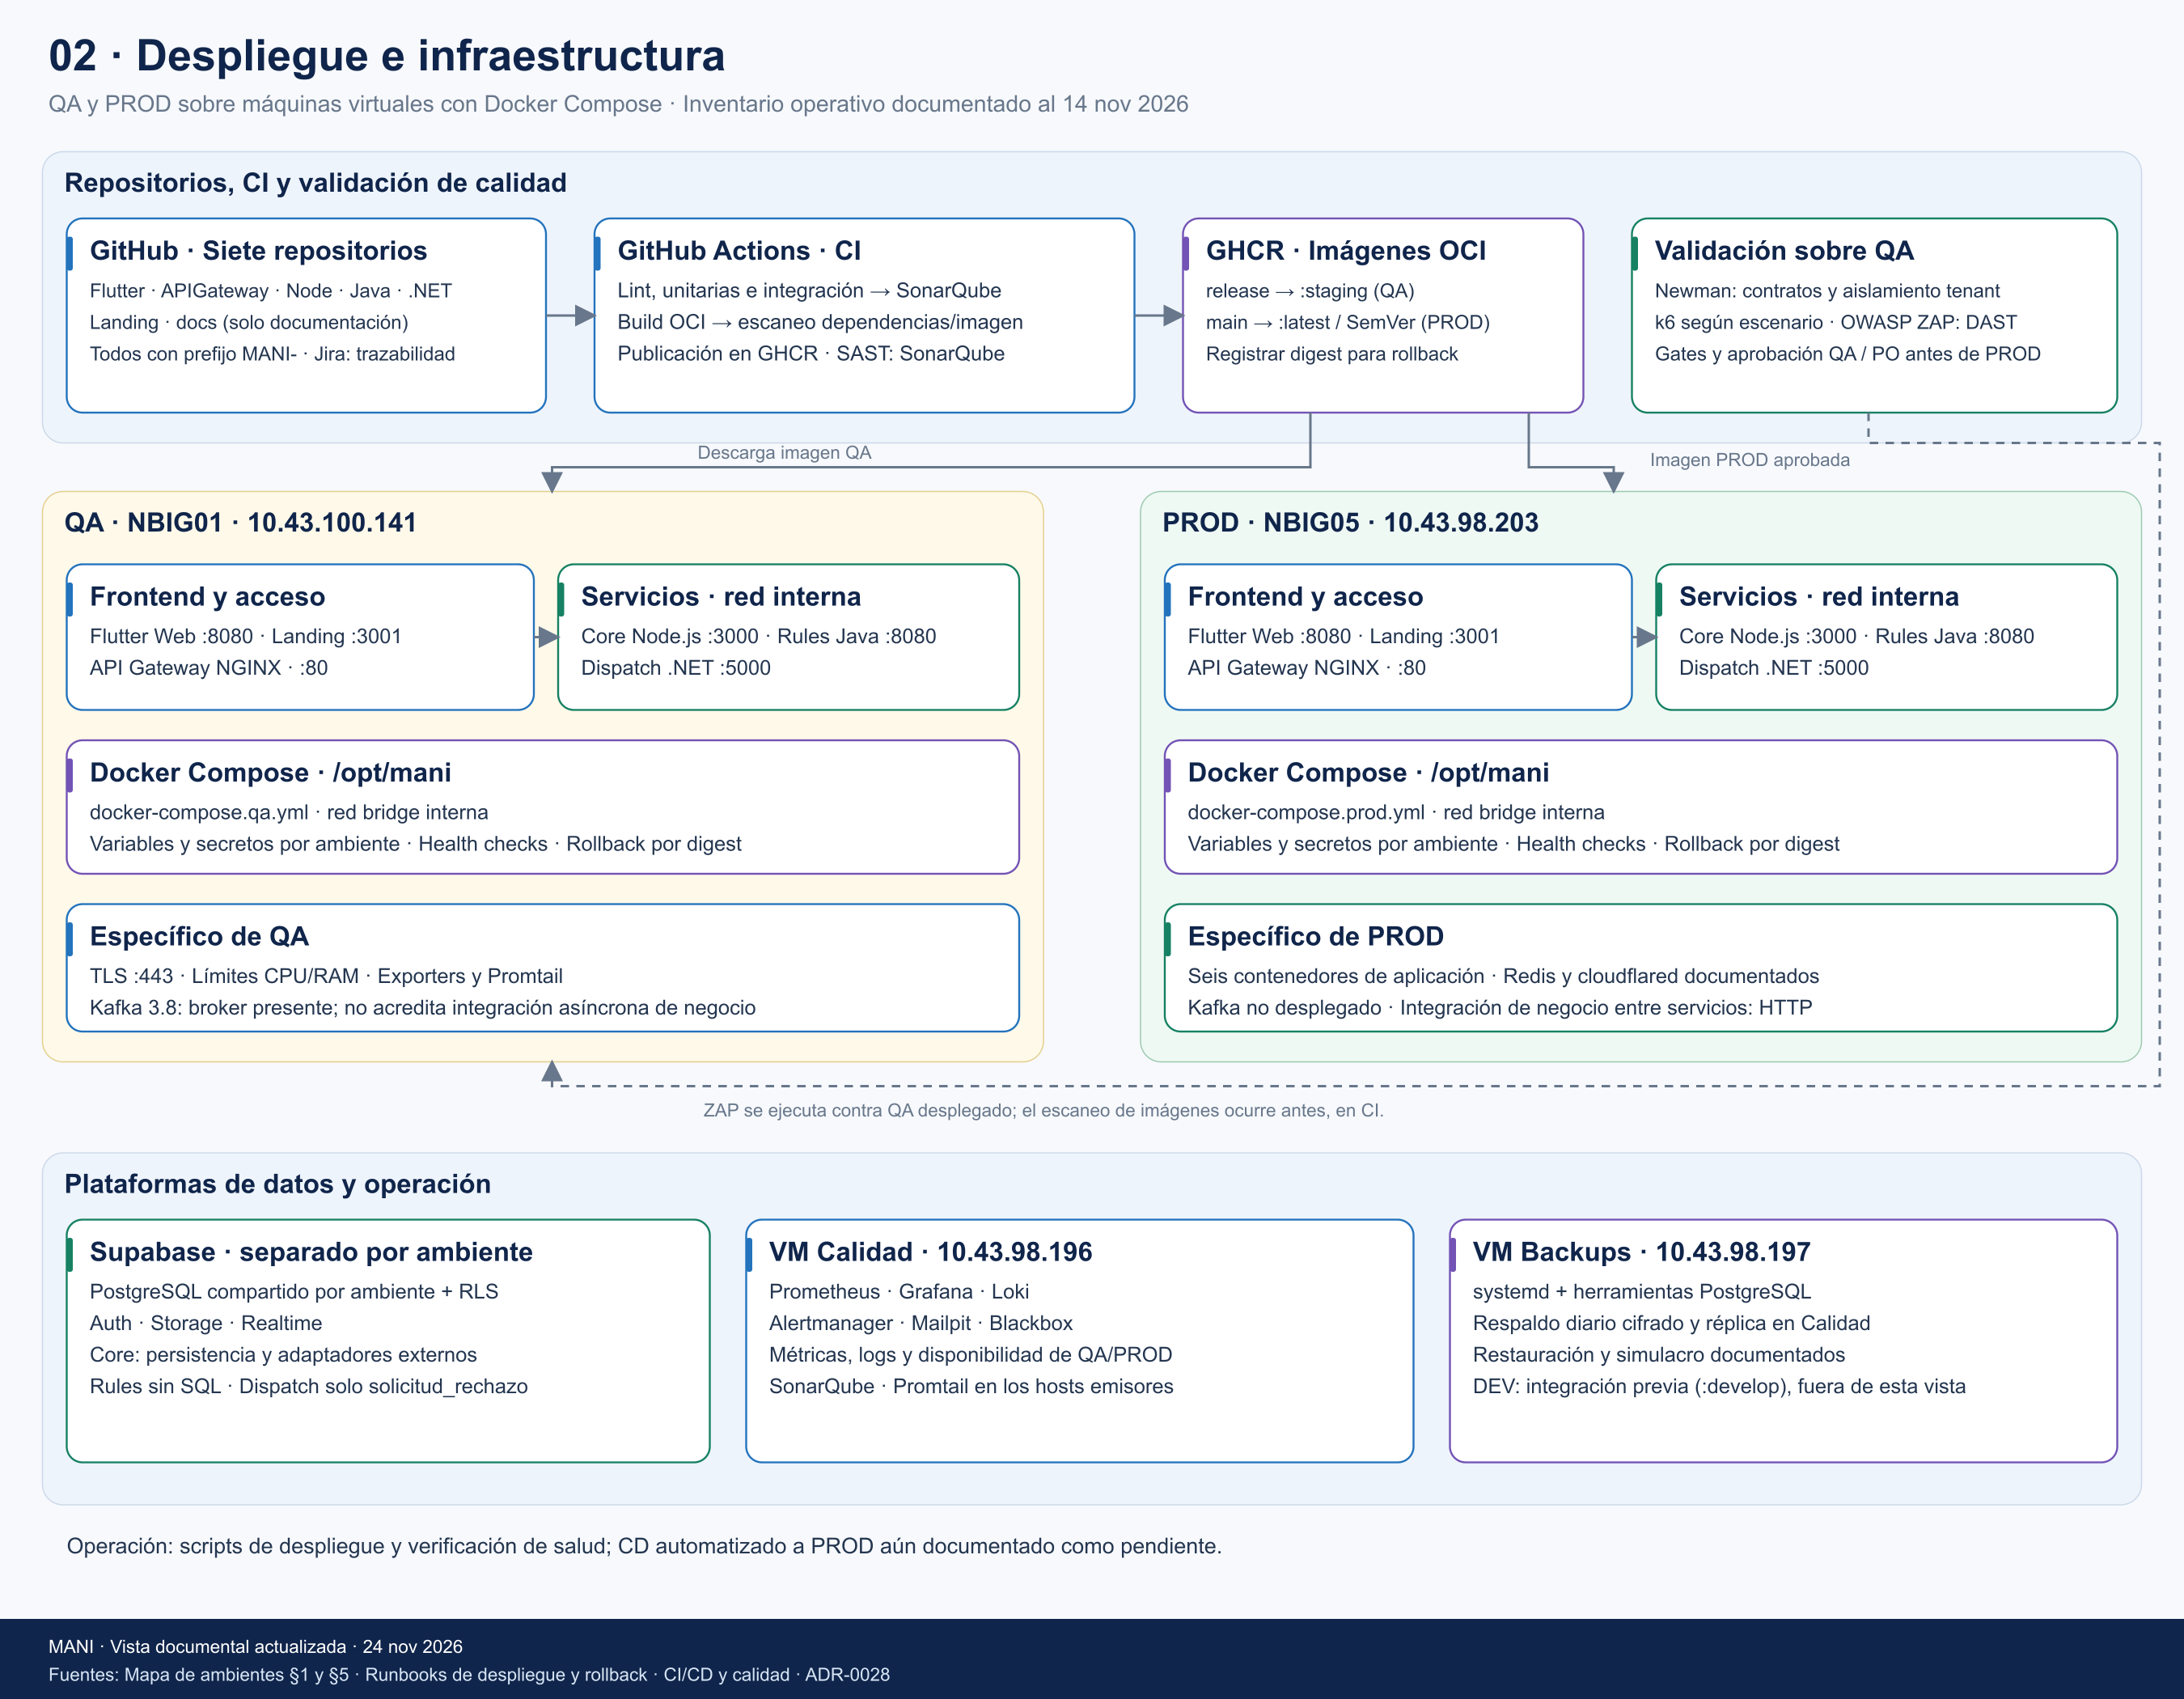 02 · Despliegue e infraestructura
QA y PROD sobre máquinas virtuales con Docker Compose · Inventario operativo documentado al 14 nov 2026
Repositorios, CI y validación de calidad
GitHub · Siete repositorios
Flutter · APIGateway · Node · Java · .NET
Landing · docs (solo documentación)
Todos con prefijo MANI- · Jira: trazabilidad
GitHub Actions · CI
Lint, unitarias e integración → SonarQube
Build OCI → escaneo dependencias/imagen
Publicación en GHCR · SAST: SonarQube
GHCR · Imágenes OCI
release → :staging (QA)
main → :latest / SemVer (PROD)
Registrar digest para rollback
Validación sobre QA
Newman: contratos y aislamiento tenant
k6 según escenario · OWASP ZAP: DAST
Gates y aprobación QA / PO antes de PROD
Descarga imagen QA
Imagen PROD aprobada
QA · NBIG01 · 10.43.100.141
Frontend y acceso
Flutter Web :8080 · Landing :3001
API Gateway NGINX · :80
Servicios · red interna
Core Node.js :3000 · Rules Java :8080
Dispatch .NET :5000
Docker Compose · /opt/mani
docker-compose.qa.yml · red bridge interna
Variables y secretos por ambiente · Health checks · Rollback por digest
Específico de QA
TLS :443 · Límites CPU/RAM · Exporters y Promtail
Kafka 3.8: broker presente; no acredita integración asíncrona de negocio
PROD · NBIG05 · 10.43.98.203
Frontend y acceso
Flutter Web :8080 · Landing :3001
API Gateway NGINX · :80
Servicios · red interna
Core Node.js :3000 · Rules Java :8080
Dispatch .NET :5000
Docker Compose · /opt/mani
docker-compose.prod.yml · red bridge interna
Variables y secretos por ambiente · Health checks · Rollback por digest
Específico de PROD
Seis contenedores de aplicación · Redis y cloudflared documentados
Kafka no desplegado · Integración de negocio entre servicios: HTTP
ZAP se ejecuta contra QA desplegado; el escaneo de imágenes ocurre antes, en CI.
Plataformas de datos y operación
Supabase · separado por ambiente
PostgreSQL compartido por ambiente + RLS
Auth · Storage · Realtime
Core: persistencia y adaptadores externos
Rules sin SQL · Dispatch solo solicitud_rechazo
VM Calidad · 10.43.98.196
Prometheus · Grafana · Loki
Alertmanager · Mailpit · Blackbox
Métricas, logs y disponibilidad de QA/PROD
SonarQube · Promtail en los hosts emisores
VM Backups · 10.43.98.197
systemd + herramientas PostgreSQL
Respaldo diario cifrado y réplica en Calidad
Restauración y simulacro documentados
DEV: integración previa (:develop), fuera de esta vista
Operación: scripts de despliegue y verificación de salud; CD automatizado a PROD aún documentado como pendiente.
MANI · Vista documental actualizada · 24 nov 2026
Fuentes: Mapa de ambientes §1 y §5 · Runbooks de despliegue y rollback · CI/CD y calidad · ADR-0028